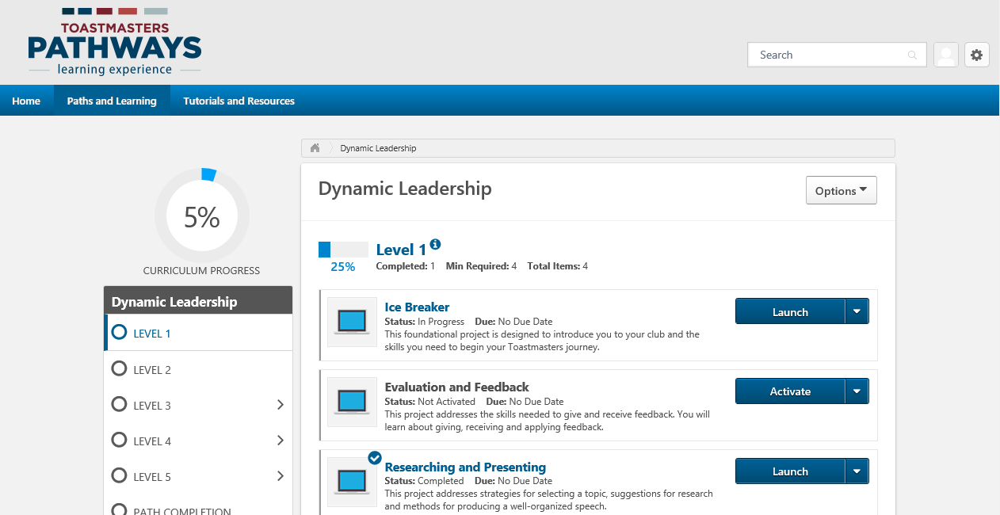 TOASTMASTERS
PATHWAYS
learning experience
Search
Home
Paths and Learning
Tutorials and Resources
Dynamic Leadership
5%
CURRICULUM PROGRESS
Dynamic Leadership
LEVEL 1
LEVEL 2
LEVEL 3
LEVEL 4
LEVEL 5
PATH COMPLETION
Dynamic Leadership
Options
Level 1
25%
Completed: 1 Min Required: 4 Total Items: 4
Ice Breaker
Status: In Progress Due: No Due Date
This foundational project is designed to introduce you to your club and the
skills you need to begin your Toastmasters journey.
Launch
Evaluation and Feedback
Status: Not Activated Due: No Due Date
This project addresses the skills needed to give and receive feedback. You will
learn about giving, receiving and applying feedback.
Activate
Researching and Presenting
Status: Completed Due: No Due Date
This project addresses strategies for selecting a topic, suggestions for research
and methods for producing a well-organized speech.
Launch